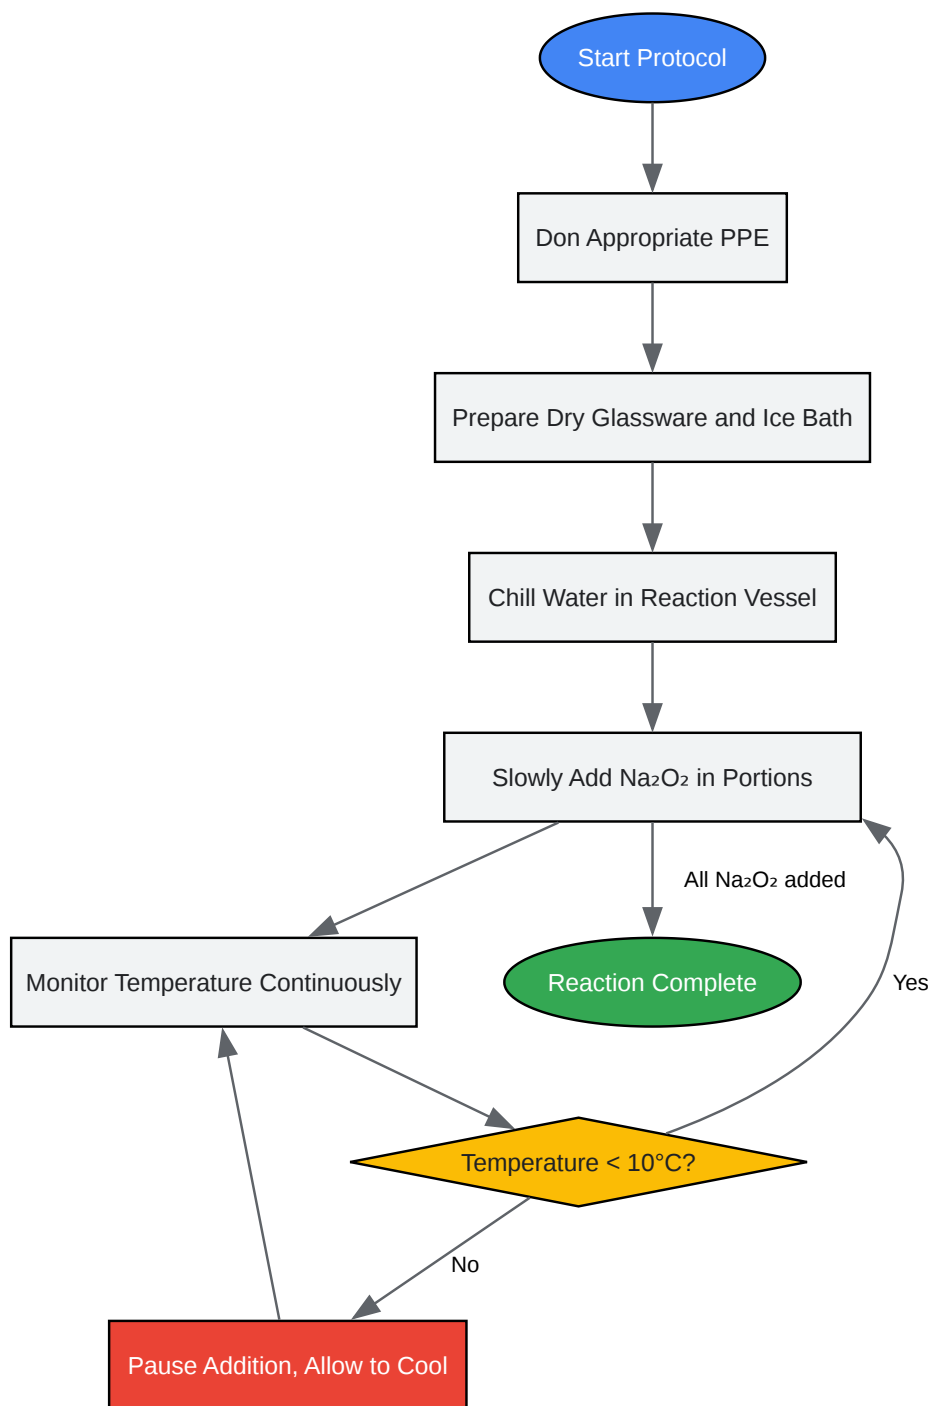 Start Protocol
Don Appropriate PPE
Prepare Dry Glassware and Ice Bath
Chill Water in Reaction Vessel
Slowly Add Na₂O₂ in Portions
All Na₂O₂ added
Monitor Temperature Continuously
Reaction Complete
Yes
Temperature < 10°C?
No
Pause Addition, Allow to Cool